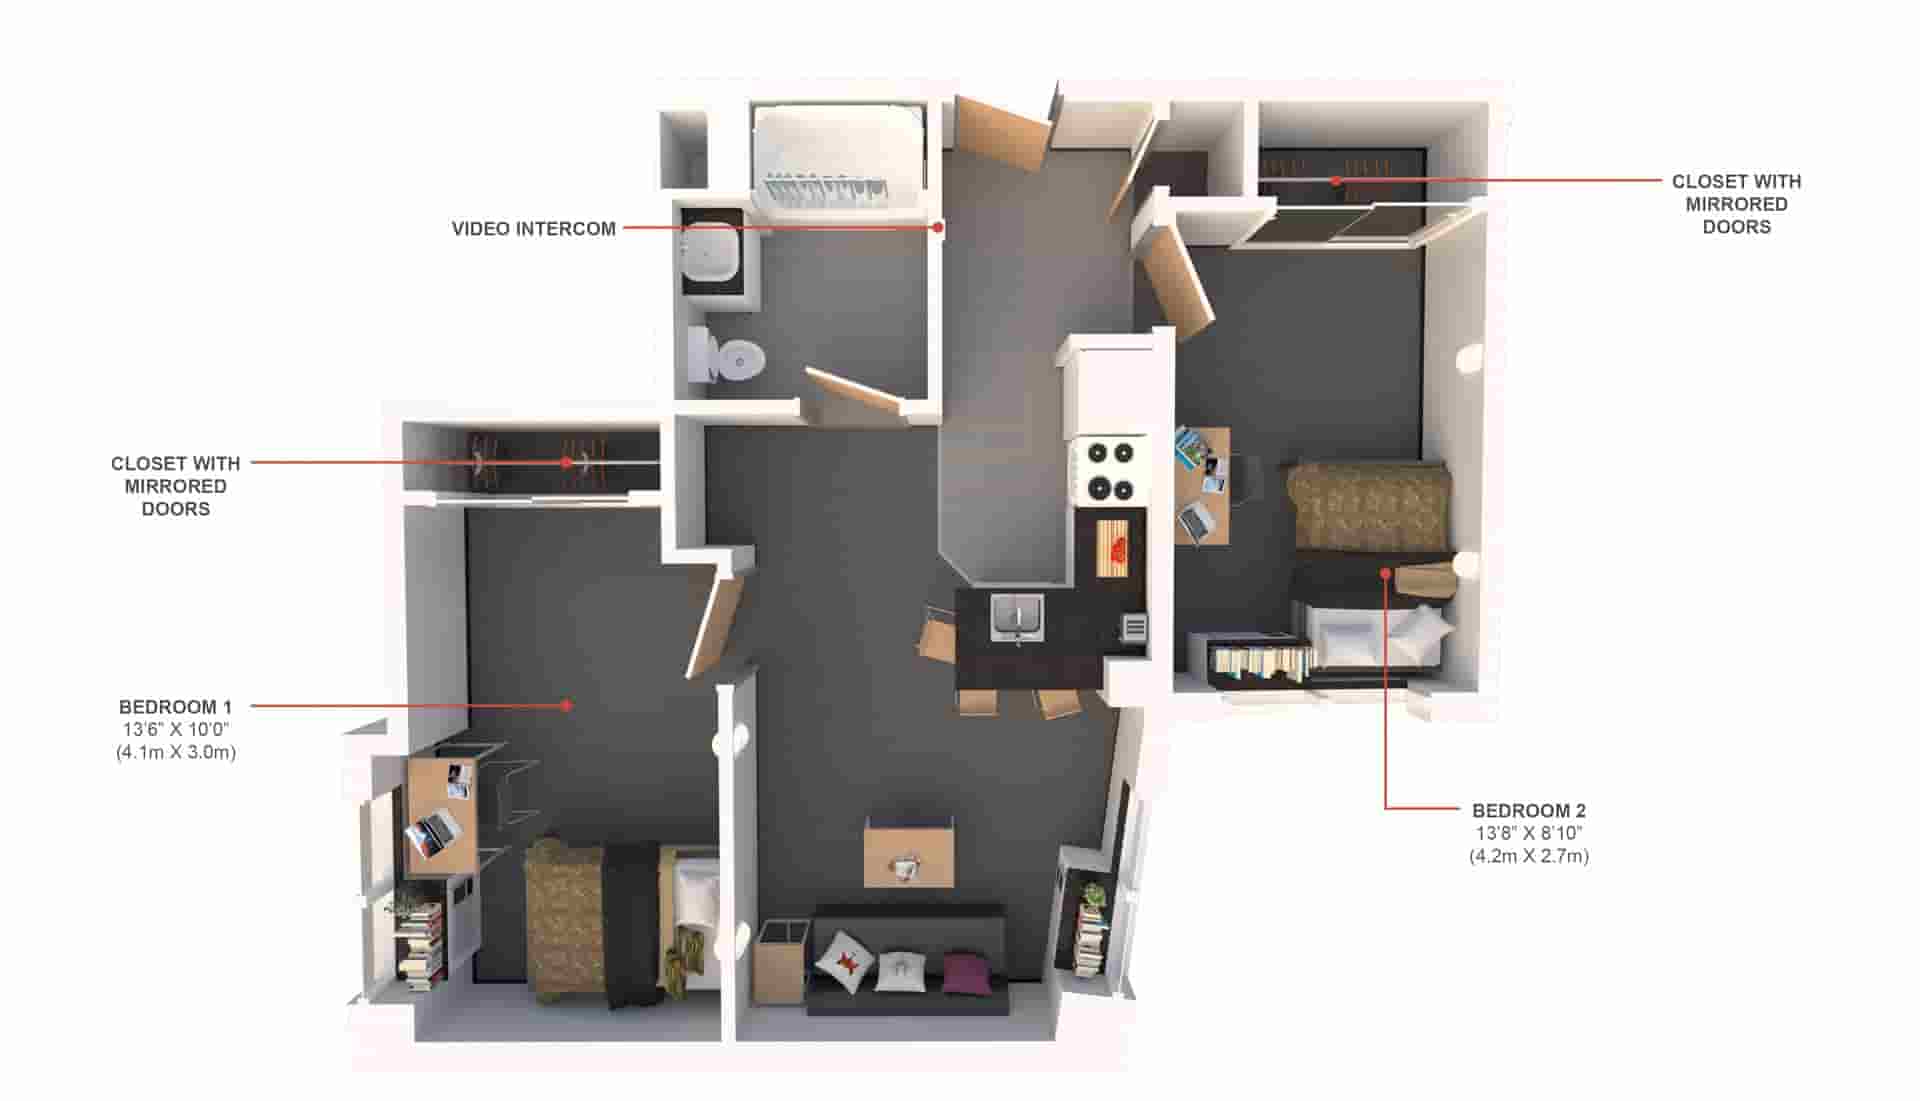 CLOSET WITH
MIRRORED
DOORS
VIDEO INTERCOM
CLOSET WITH
MIRRORED
DOORS
BEDROOM 1
13'6" X 10'0"
(4.1m X 3.0m)
BEDROOM 2
13'8" X 8'10"
(4.2m X 2.7m)